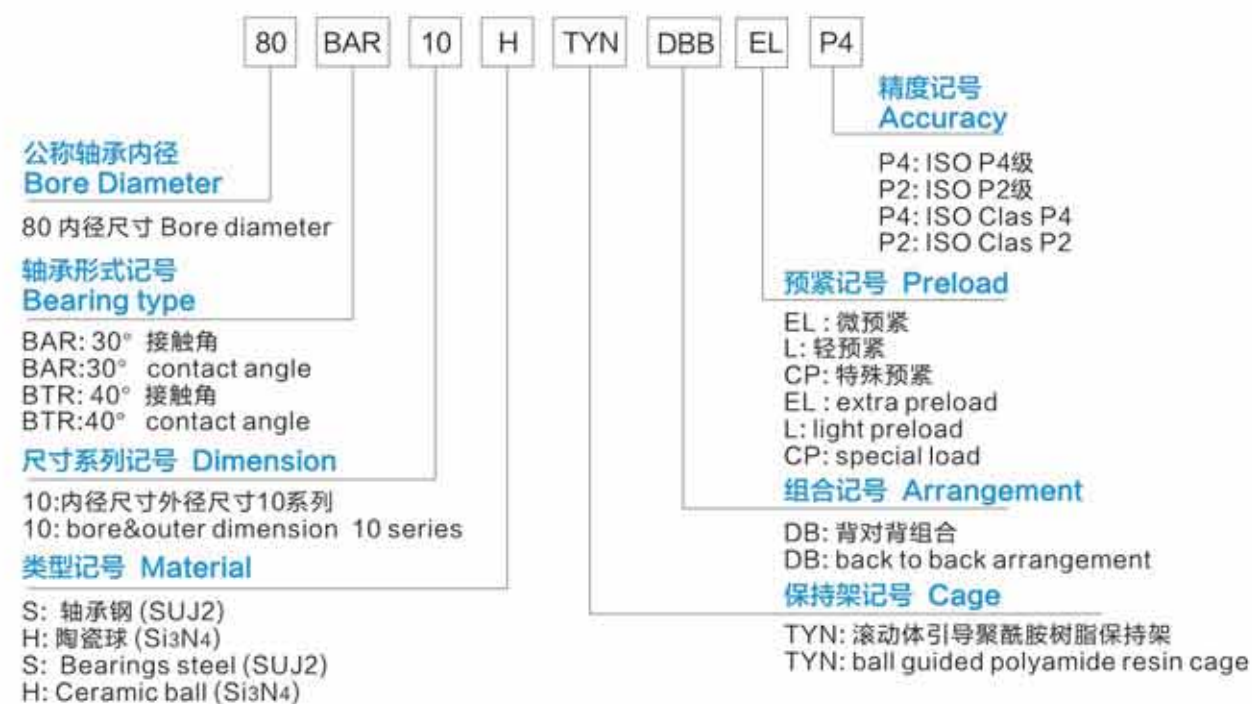 80 BAR 10 H TYN DBB EL P4
公称轴承内径
Bore Diameter
80 内径尺寸 Bore diameter
轴承形式记号
Bearing type
BAR: 30° 接触角
BAR:30° contact angle
BTR: 40° 接触角
BTR:40° contact angle
尺寸系列记号 Dimension
10:内径尺寸外径尺寸10系列
10: bore&outer dimension 10 series
类型记号 Material
S: 轴承钢 (SUJ2)
H: 陶瓷球 (Si3N4)
S: Bearings steel (SUJ2)
H: Ceramic ball (Si3N4)
精度记号
Accuracy
P4: ISO P4级
P2: ISO P2级
P4: ISO Clas P4
P2: ISO Clas P2
预紧记号 Preload
EL : 微预紧
L: 轻预紧
CP: 特殊预紧
EL : extra preload
L: light preload
CP: special load
组合记号 Arrangement
DB: 背对背组合
DB: back to back arrangement
保持架记号 Cage
TYN: 滚动体引导聚酰胺树脂保持架
TYN: ball guided polyamide resin cage